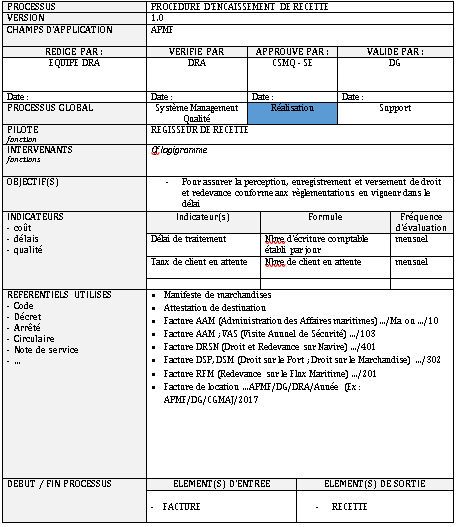 PROCESSUS PROCEDURE D'ENCAISSEMENT DE RECETTE
VERSION 1.0
CHAMPS D'APPLICATION APMF
REDIGE PAR : VERIFIE PAR APPROUVE PAR : VALIDE PAR :
EQUIPE DRA DRA CSMQ - SE DG
Date : Date : Date : Date :
PROCESSUS GLOBAL Système Management Réalisation Support
Qualité
PILOTE REGISSEUR DE RECETTE
fonction
INTERVENANTS Cf logigramme
fonctions
OBJECTIF(S) - Pour assurer la perception, enregistrement et versement de droit
et redevance conforme aux règlementations en vigueur dans le
délai
INDICATEURS Indicateur(s) Formule Fréquence
- coût d'évaluation
- délais Délai de traitement Nbre d'écriture comptable mensuel
- qualité établi par jour
Taux de client en attente Nbre de client en attente mensuel
REFERENTIELS UTILISES • Manifeste de marchandises
- Code • Attestation de destination
- Décret • Facture AAM (Administration des Affaires maritimes) .../Ma ou .../10
- Arrêté • Facture AAM ; VAS (Visite Annuel de Sécurité) .../103
- Circulaire • Facture DRSN (Droit et Redevance sur Navire) .../401
- Note de service • Facture DSP, DSM (Droit sur le Port ; Droit sur le Marchandise) .../302
- ... • Facture RFM (Redevance sur le Flux Maritime) .../201
• Facture de location ...APMF/DG/DRA/Année (Ex :
APMF/DG/CGMAJ/2017
DEBUT / FIN PROCESSUS ELEMENT(S) D'ENTREE ELEMENT(S) DE SORTIE
- FACTURE - RECETTE